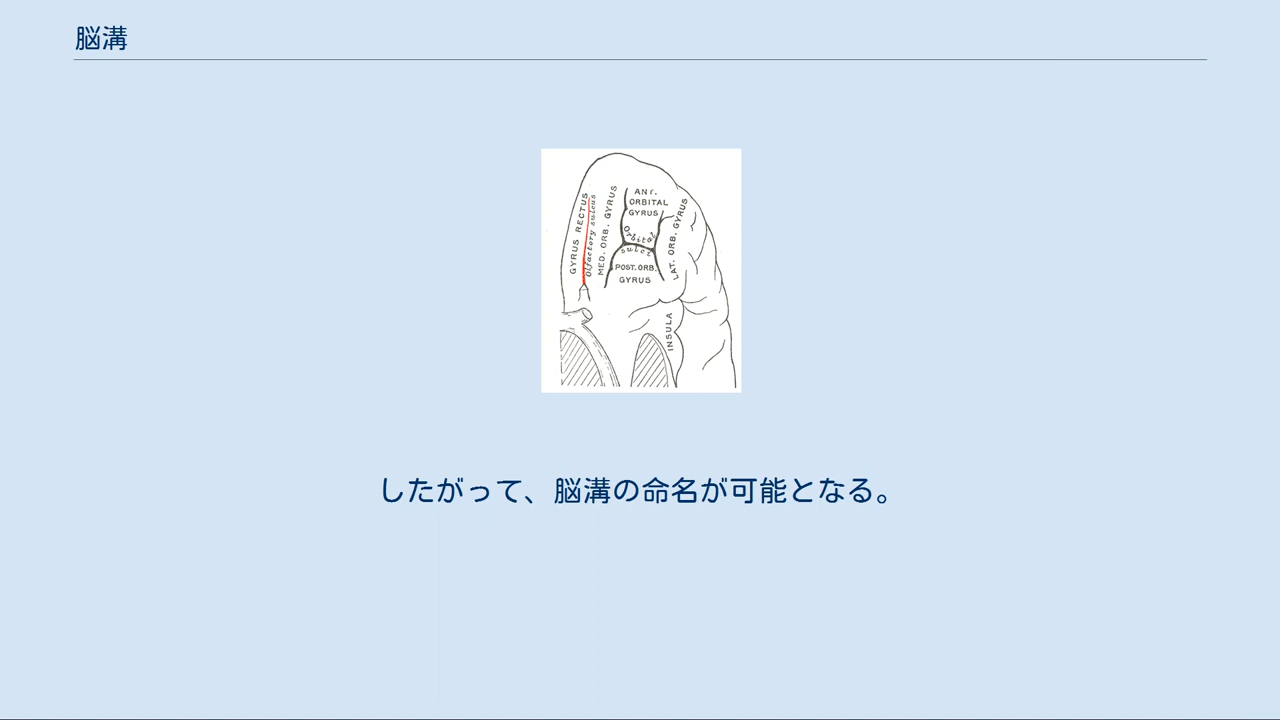 脳溝
GYRUS RECTUS
Olfactory sulcus
MED. ORB. GYRUS
ANT.
ORBITAL
GYRUS
Orbital
sulci
POST. ORB.
GYRUS
LAT. ORB. GYRUS
INSULA
したがって、脳溝の命名が可能となる。